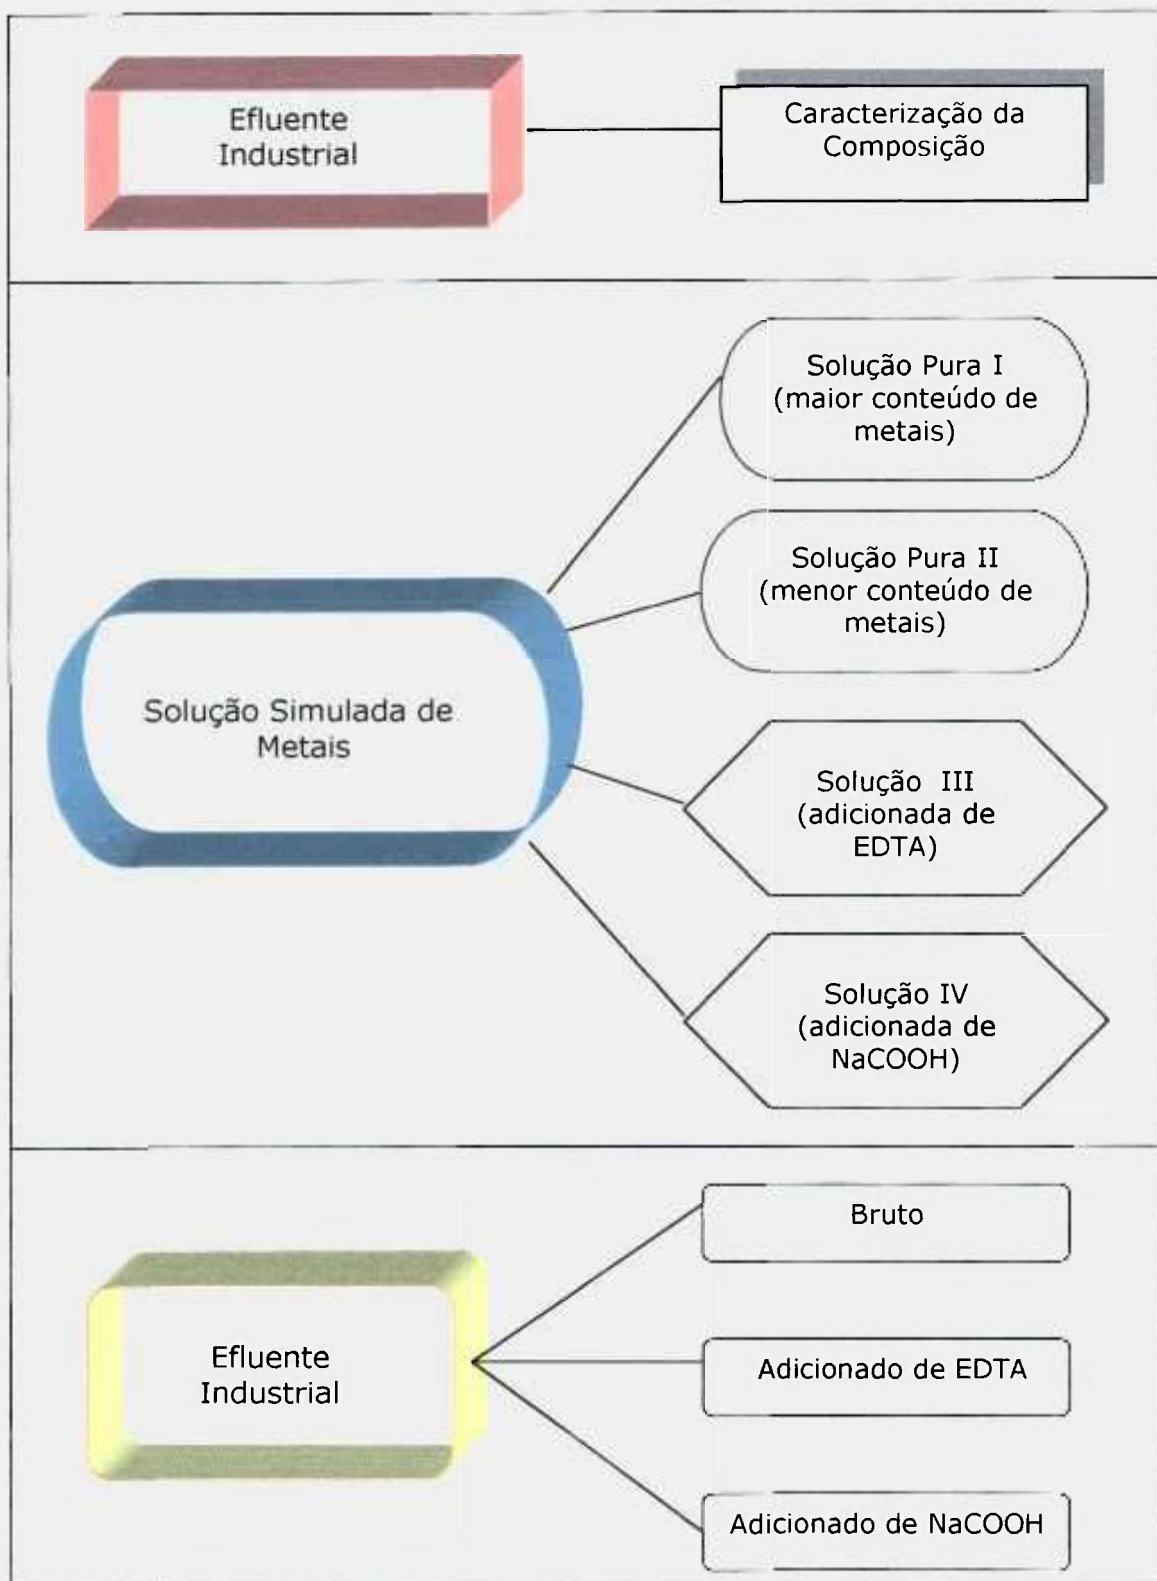 Efluente
Industrial
Caracterização da
Composição
Solução Pura I
(maior conteúdo de
metais)
Solução Pura II
(menor conteúdo de
metais)
Solução Simulada de
Metais
Solução III
(adicionada de
EDTA)
Solução IV
(adicionada de
NaCOOH)
Efluente
Industrial
Bruto
Adicionado de EDTA
Adicionado de NaCOOH